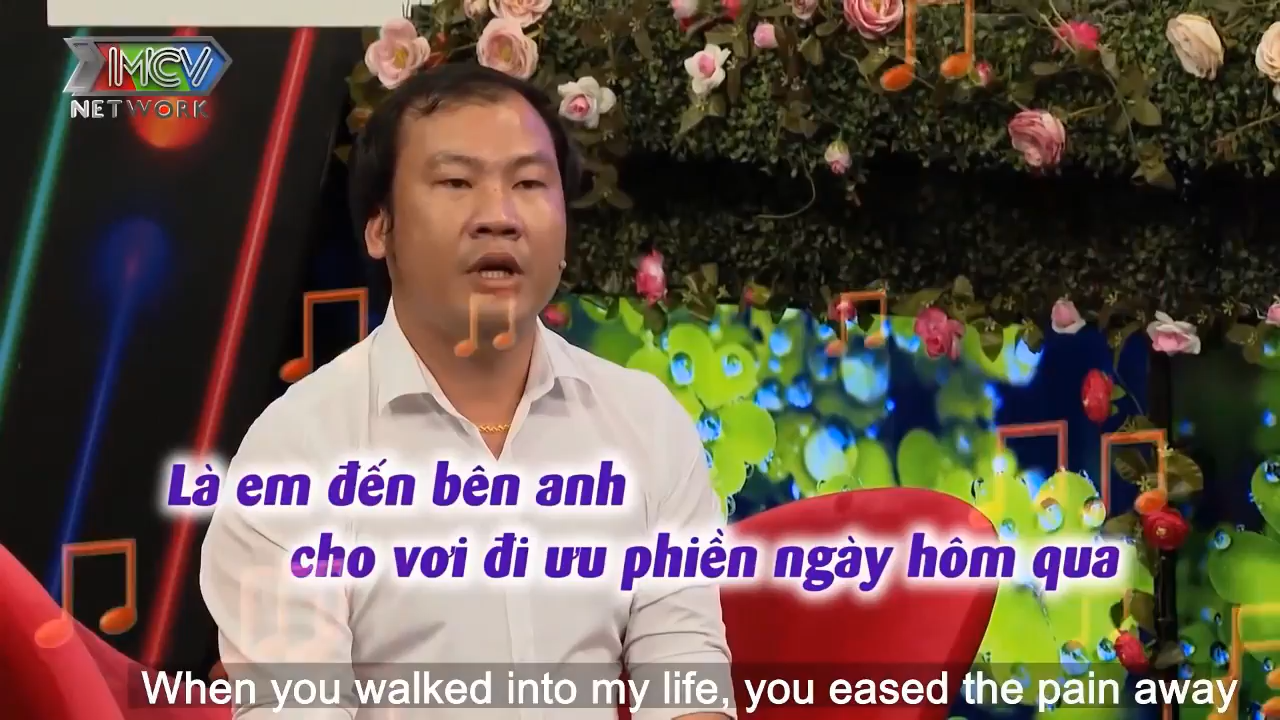 MCV
NETWORK
Là em đến bên anh
cho vơi đi ưu phiền ngày hôm qua
When you walked into my life, you eased the pain away